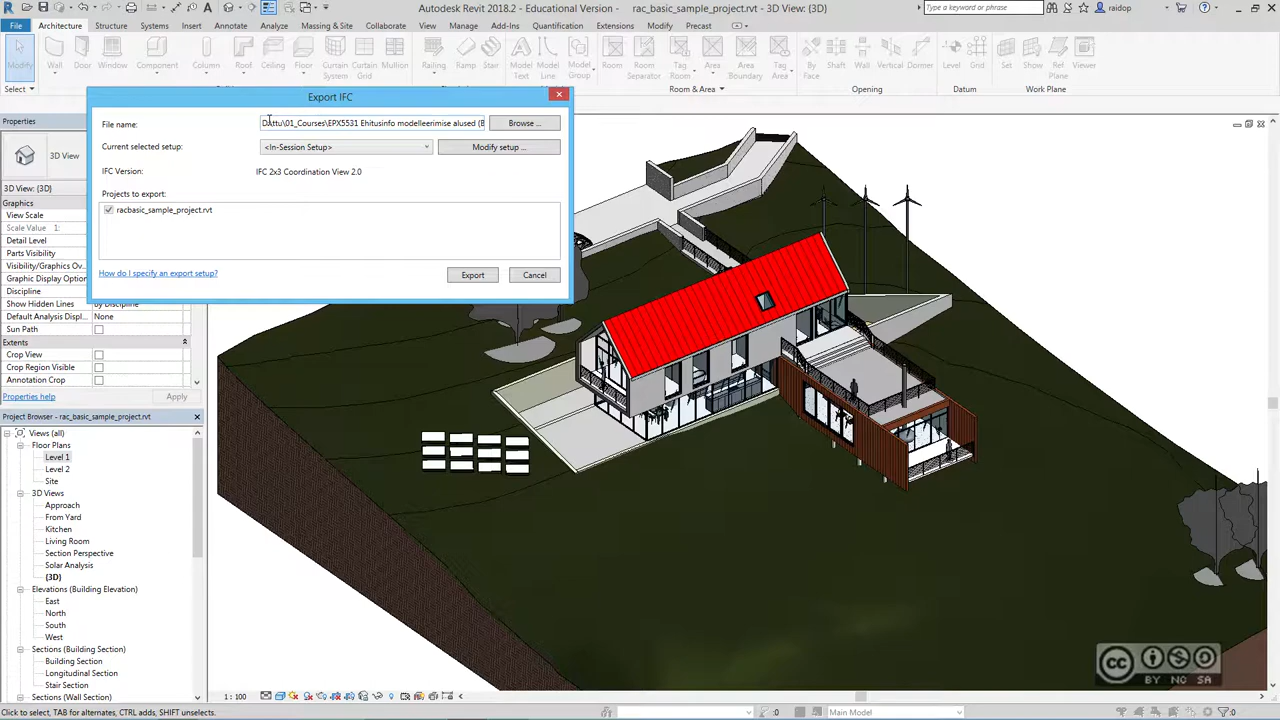 Autodesk Revit 2018.2 - Educational Version - rac_basic_sample_project.rvt - 3D View: {3D}
Type a keyword or phrase
raidop
File Architecture Structure Systems Insert Annotate Analyze Massing & Site Collaborate View Manage Add-Ins Quantification Extensions Modify Precast
Modify Wall Door Window Component Column Roof Ceiling Curtain System Curtain Grid Mullion Railing Ramp Stair Model Text Model Line Model Group Room Room Separator Tag Room Area Area Boundary Tag Area By Face Shaft Wall Vertical Dormer Level Grid Set Show Ref Plane Viewer
Select Room & Area Opening Datum Work Plane
Export IFC
File name:
\01_Courses\EPX5531 Ehitusinfo modelleerimise alused (B
Browse ...
Current selected setup:
<In-Session Setup>
Modify setup ...
IFC Version:
IFC 2x3 Coordination View 2.0
Projects to export:
racbasic_sample_project.rvt
How do I specify an export setup?
Export
Cancel
Properties
3D View
3D View: {3D}
Graphics
View Scale
Scale Value 1:
Detail Level
Parts Visibility
Visibility/Graphics Ov...
Graphic Display Option
Discipline
Show Hidden Lines by Discipline
Default Analysis Displ... None
Sun Path
Extents
Crop View
Crop Region Visible
Annotation Crop
Properties help
Apply
Project Browser - rac_basic_sample_project.rvt
Views (all)
Floor Plans
Level 1
Level 2
Site
3D Views
Approach
From Yard
Kitchen
Living Room
Section Perspective
Solar Analysis
{3D}
Elevations (Building Elevation)
East
North
South
West
Sections (Building Section)
Building Section
Longitudinal Section
Stair Section
Sections (Wall Section)
1 : 100
Click to select, TAB for alternates, CTRL adds, SHIFT unselects.
:0
Main Model
:0
cc
BY NC SA